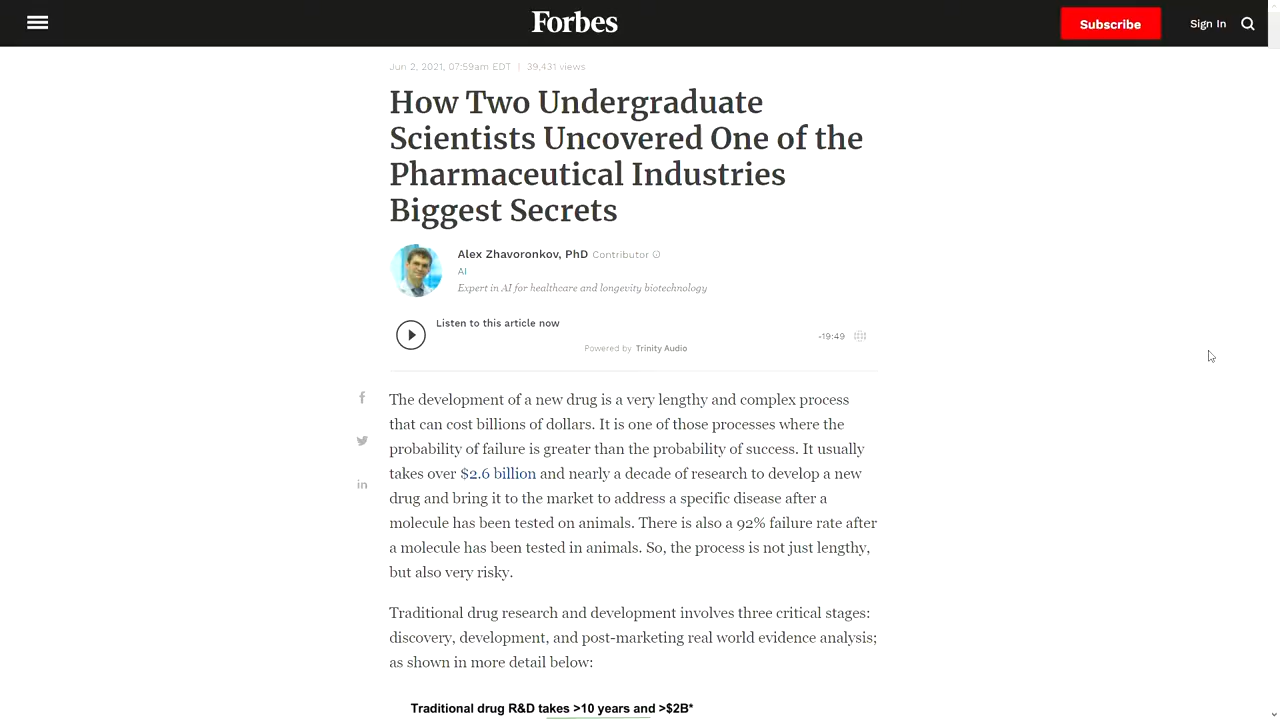 Forbes
Subscribe
Sign In
Jun 2, 2021, 07:59am EDT | 39,431 views
How Two Undergraduate
Scientists Uncovered One of the
Pharmaceutical Industries
Biggest Secrets
Alex Zhavoronkov, PhD Contributor
AI
Expert in AI for healthcare and longevity biotechnology
Listen to this article now
Powered by Trinity Audio
-19:49
The development of a new drug is a very lengthy and complex process
that can cost billions of dollars. It is one of those processes where the
probability of failure is greater than the probability of success. It usually
takes over $2.6 billion and nearly a decade of research to develop a new
drug and bring it to the market to address a specific disease after a
molecule has been tested on animals. There is also a 92% failure rate after
a molecule has been tested in animals. So, the process is not just lengthy,
but also very risky.
Traditional drug research and development involves three critical stages:
discovery, development, and post-marketing real world evidence analysis;
as shown in more detail below:
Traditional drug R&D takes >10 years and >$2B*